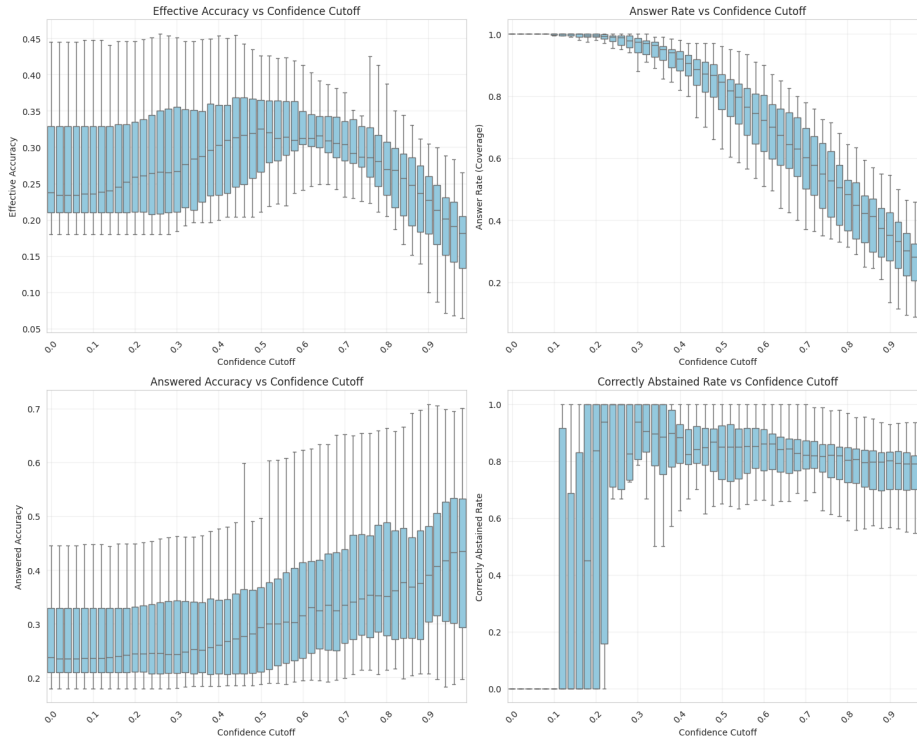 Effective Accuracy vs Confidence Cutoff
Effective Accuracy
0.45
0.40
0.35
0.30
0.25
0.20
0.15
0.10
0.05
0.0 0.1 0.2 0.3 0.4 0.5 0.6 0.7 0.8 0.9
Confidence Cutoff
Answer Rate vs Confidence Cutoff
Answer Rate (Coverage)
1.0
0.8
0.6
0.4
0.2
0.0 0.1 0.2 0.3 0.4 0.5 0.6 0.7 0.8 0.9
Confidence Cutoff
Answered Accuracy vs Confidence Cutoff
Answered Accuracy
0.7
0.6
0.5
0.4
0.3
0.2
0.0 0.1 0.2 0.3 0.4 0.5 0.6 0.7 0.8 0.9
Confidence Cutoff
Correctly Abstained Rate vs Confidence Cutoff
Correctly Abstained Rate
1.0
0.8
0.6
0.4
0.2
0.0
0.0 0.1 0.2 0.3 0.4 0.5 0.6 0.7 0.8 0.9
Confidence Cutoff